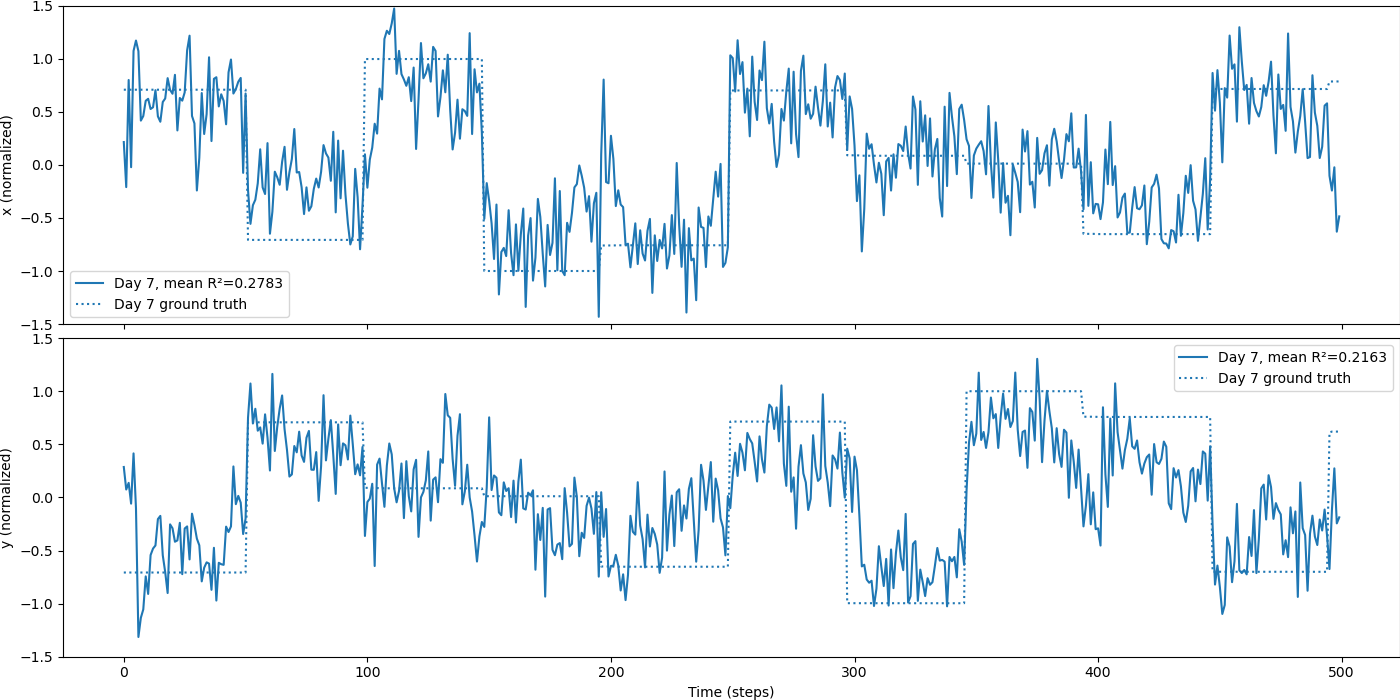 1.5
1.0
0.5
0.0
−0.5
−1.0
−1.5
x (normalized)
Day 7, mean R²=0.2783
Day 7 ground truth
1.5
1.0
0.5
0.0
−0.5
−1.0
−1.5
y (normalized)
Day 7, mean R²=0.2163
Day 7 ground truth
0 100 200 300 400 500
Time (steps)